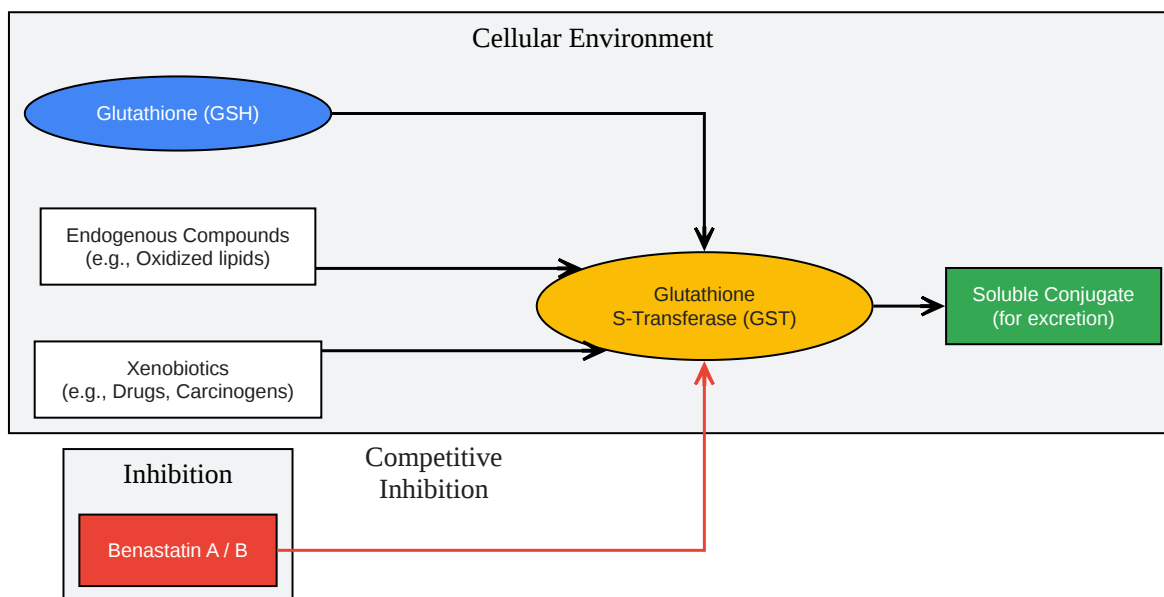 Cellular Environment
Glutathione (GSH)
Endogenous Compounds
(e.g., Oxidized lipids)
Glutathione
S-Transferase (GST)
Soluble Conjugate
(for excretion)
Xenobiotics
(e.g., Drugs, Carcinogens)
Inhibition
Competitive
Inhibition
Benastatin A / B